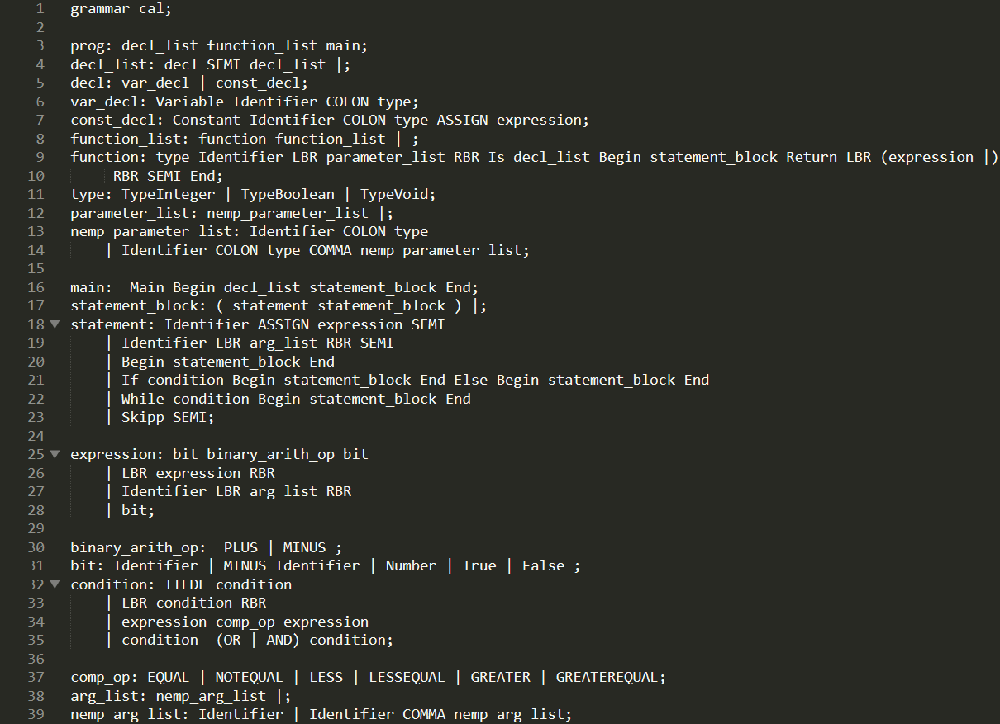 1 grammar cal;
2
3 prog: decl_list function_list main;
4 decl_list: decl SEMI decl_list |;
5 decl: var_decl | const_decl;
6 var_decl: Variable Identifier COLON type;
7 const_decl: Constant Identifier COLON type ASSIGN expression;
8 function_list: function function_list | ;
9 function: type Identifier LBR parameter_list RBR Is decl_list Begin statement_block Return LBR (expression |)
10 RBR SEMI End;
11 type: TypeInteger | TypeBoolean | TypeVoid;
12 parameter_list: nemp_parameter_list |;
13 nemp_parameter_list: Identifier COLON type
14 | Identifier COLON type COMMA nemp_parameter_list;
15
16 main:  Main Begin decl_list statement_block End;
17 statement_block: ( statement statement_block ) |;
18 statement: Identifier ASSIGN expression SEMI
19 | Identifier LBR arg_list RBR SEMI
20 | Begin statement_block End
21 | If condition Begin statement_block End Else Begin statement_block End
22 | While condition Begin statement_block End
23 | Skipp SEMI;
24
25 expression: bit binary_arith_op bit
26 | LBR expression RBR
27 | Identifier LBR arg_list RBR
28 | bit;
29
30 binary_arith_op:  PLUS | MINUS ;
31 bit: Identifier | MINUS Identifier | Number | True | False ;
32 condition: TILDE condition
33 | LBR condition RBR
34 | expression comp_op expression
35 | condition  (OR | AND) condition;
36
37 comp_op: EQUAL | NOTEQUAL | LESS | LESSEQUAL | GREATER | GREATEREQUAL;
38 arg_list: nemp_arg_list |;
39 nemp_arg_list: Identifier | Identifier COMMA nemp_arg_list;